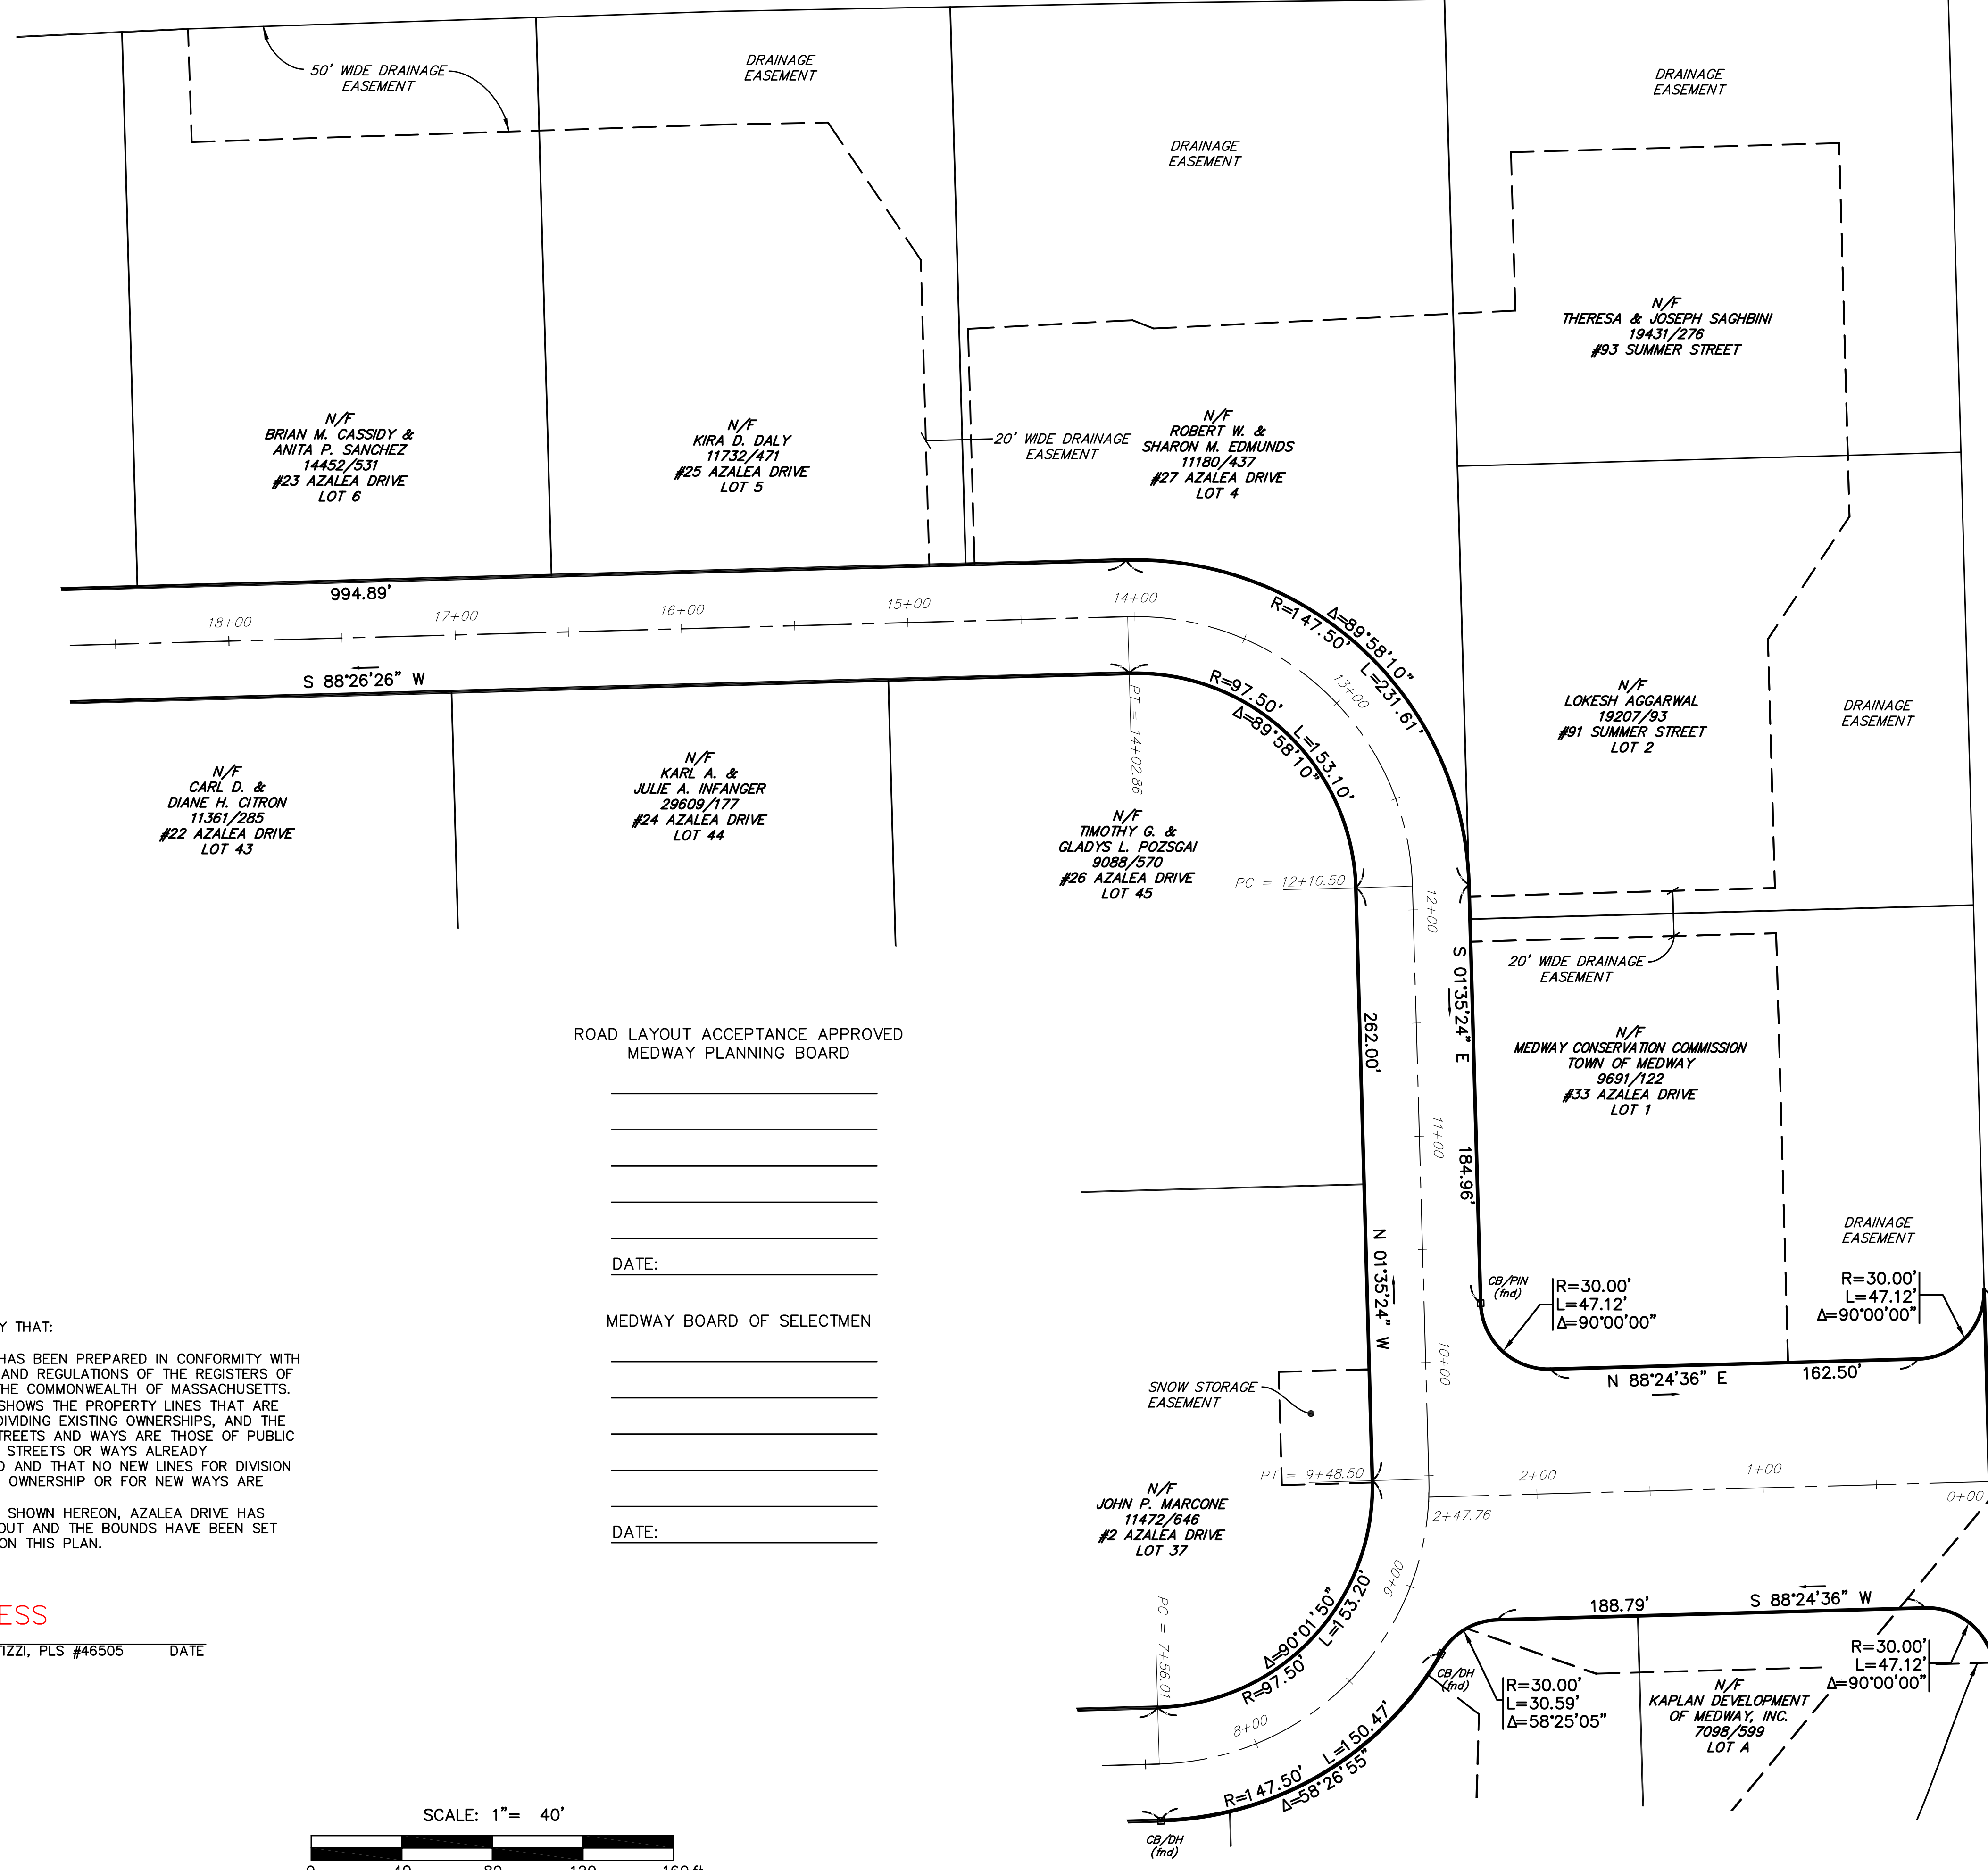 50' WIDE DRAINAGE
EASEMENT
DRAINAGE
EASEMENT
DRAINAGE
EASEMENT
DRAINAGE
EASEMENT
N/F
THERESA & JOSEPH SAGHBINI
19431/276
#93 SUMMER STREET
N/F
BRIAN M. CASSIDY &
ANITA P. SANCHEZ
14452/531
#23 AZALEA DRIVE
LOT 6
N/F
KIRA D. DALY
11732/471
#25 AZALEA DRIVE
LOT 5
20' WIDE DRAINAGE
EASEMENT
N/F
ROBERT W. &
SHARON M. EDMUNDS
11180/437
#27 AZALEA DRIVE
LOT 4
994.89'
18+00
17+00
16+00
15+00
14+00
13+00
S 88°26'26" W
R=147.50'
Δ=89°58'10"
L=231.61'
R=97.50'
Δ=89°58'10"
L=153.10'
PT = 14+02.86
N/F
LOKESH AGGARWAL
19207/93
#91 SUMMER STREET
LOT 2
DRAINAGE
EASEMENT
N/F
CARL D. &
DIANE H. CITRON
11361/285
#22 AZALEA DRIVE
LOT 43
N/F
KARL A. &
JULIE A. INFANGER
29609/177
#24 AZALEA DRIVE
LOT 44
N/F
TIMOTHY G. &
GLADYS L. POZSGAI
9088/570
#26 AZALEA DRIVE
LOT 45
PC = 12+10.50
12+00
S 01°35'24" E
184.96'
262.00'
11+00
N 01°35'24" W
10+00
20' WIDE DRAINAGE
EASEMENT
N/F
MEDWAY CONSERVATION COMMISSION
TOWN OF MEDWAY
9691/122
#33 AZALEA DRIVE
LOT 1
DRAINAGE
EASEMENT
ROAD LAYOUT ACCEPTANCE APPROVED
MEDWAY PLANNING BOARD
DATE:
MEDWAY BOARD OF SELECTMEN
DATE:
CB/PIN
(fnd)
R=30.00'
L=47.12'
Δ=90°00'00"
R=30.00'
L=47.12'
Δ=90°00'00"
N 88°24'36" E
162.50'
SNOW STORAGE
EASEMENT
PT = 9+48.50
2+00
1+00
0+00
2+47.76
N/F
JOHN P. MARCONE
11472/646
#2 AZALEA DRIVE
LOT 37
9+00
PC = 7+56.01
Δ=90°01'50"
L=153.20'
R=97.50'
8+00
L=150.47'
R=147.50'
Δ=58°26'55"
188.79'
S 88°24'36" W
CB/DH
(fnd)
R=30.00'
L=30.59'
Δ=58°25'05"
N/F
KAPLAN DEVELOPMENT
OF MEDWAY, INC.
7098/599
LOT A
R=30.00'
L=47.12'
Δ=90°00'00"
CB/DH
(fnd)
Y THAT:
HAS BEEN PREPARED IN CONFORMITY WITH
AND REGULATIONS OF THE REGISTERS OF
THE COMMONWEALTH OF MASSACHUSETTS.
SHOWS THE PROPERTY LINES THAT ARE
DIVIDING EXISTING OWNERSHIPS, AND THE
TREETS AND WAYS ARE THOSE OF PUBLIC
STREETS OR WAYS ALREADY
D AND THAT NO NEW LINES FOR DIVISION
OWNERSHIP OR FOR NEW WAYS ARE
SHOWN HEREON, AZALEA DRIVE HAS
OUT AND THE BOUNDS HAVE BEEN SET
ON THIS PLAN.
ESS
TIZZI, PLS #46505 DATE
SCALE: 1"= 40'
0 40 80 120 160 ft